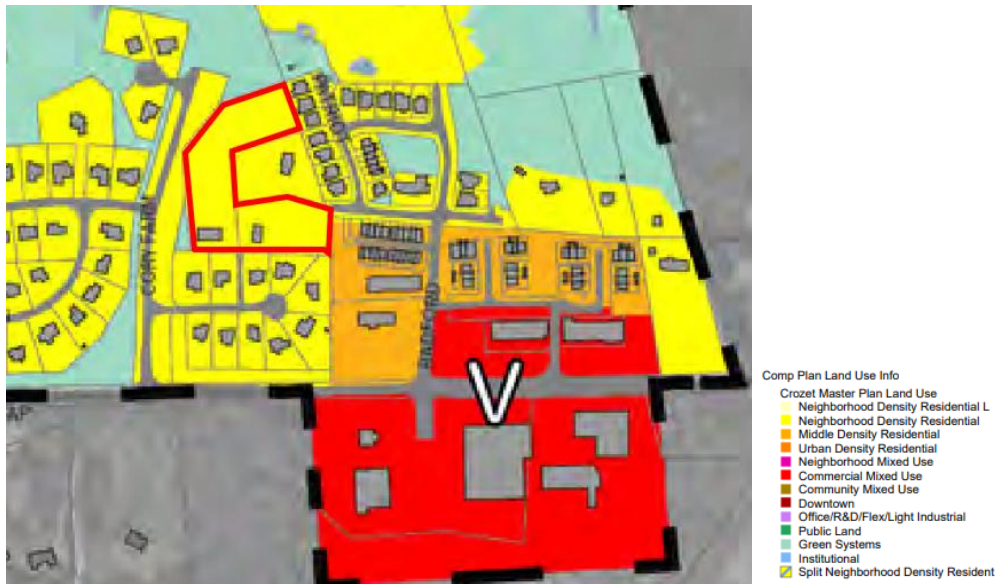 CORY FARM
V
Comp Plan Land Use Info
Crozet Master Plan Land Use
Neighborhood Density Residential L
Neighborhood Density Residential
Middle Density Residential
Urban Density Residential
Neighborhood Mixed Use
Commercial Mixed Use
Community Mixed Use
Downtown
Office/R&D/Flex/Light Industrial
Public Land
Green Systems
Institutional
Split Neighborhood Density Resident